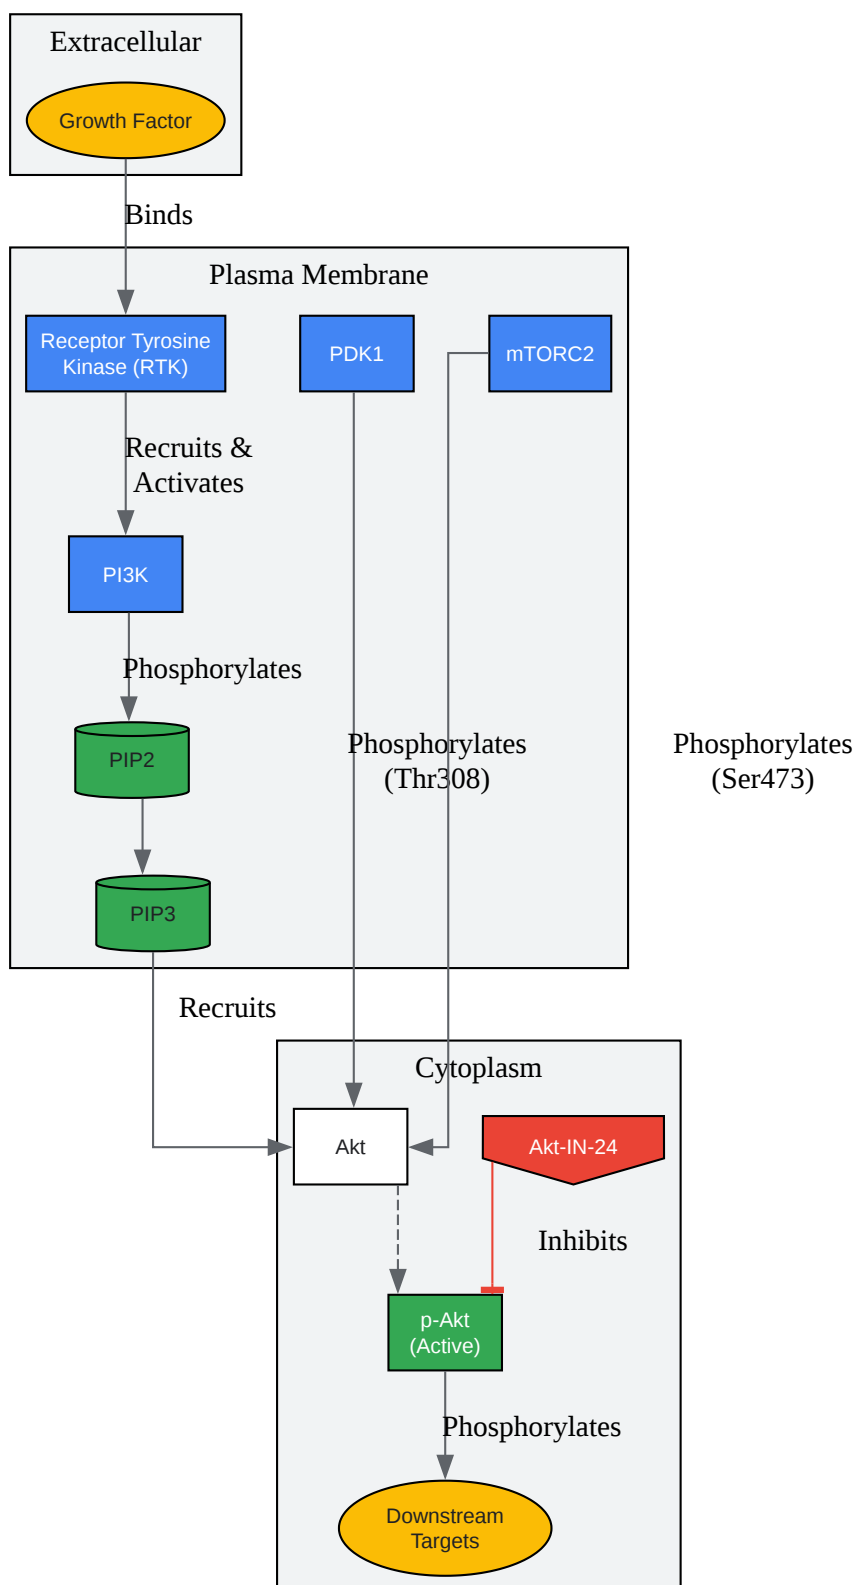 Extracellular
Growth Factor
Binds
Plasma Membrane
Receptor Tyrosine
Kinase (RTK)
PDK1
mTORC2
Recruits &
Activates
PI3K
Phosphorylates
PIP2
Phosphorylates
(Thr308)
Phosphorylates
(Ser473)
PIP3
Recruits
Cytoplasm
Akt
Akt-IN-24
Inhibits
p-Akt
(Active)
Phosphorylates
Downstream
Targets